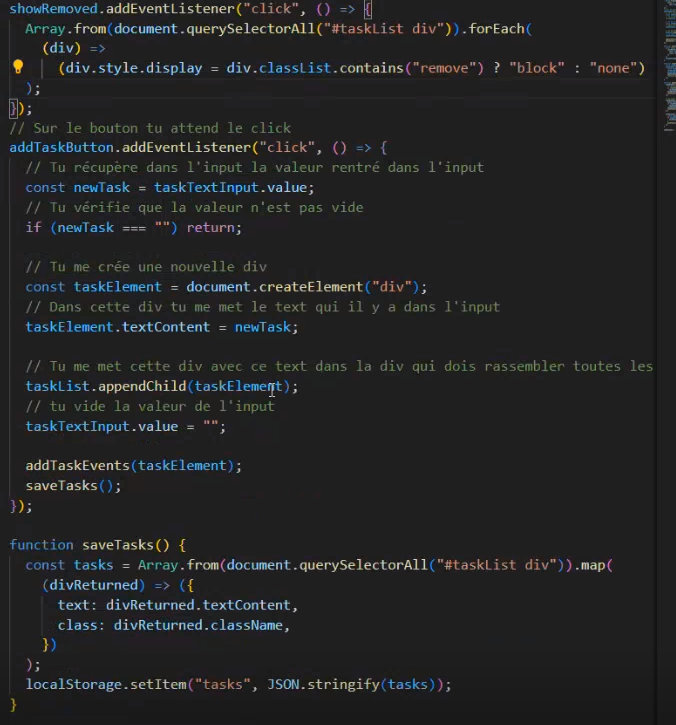 showRemoved.addEventListener("click", () => {
  Array.from(document.querySelectorAll("#taskList div")).forEach(
    (div) =>
      (div.style.display = div.classList.contains("remove") ? "block" : "none")
  );
});
// Sur le bouton tu attend le click
addTaskButton.addEventListener("click", () => {
  // Tu récupère dans l'input la valeur rentré dans l'input
  const newTask = taskTextInput.value;
  // Tu vérifie que la valeur n'est pas vide
  if (newTask === "") return;

  // Tu me crée une nouvelle div
  const taskElement = document.createElement("div");
  // Dans cette div tu me met le text qui il y a dans l'input
  taskElement.textContent = newTask;

  // Tu me met cette div avec ce text dans la div qui dois rassembler toutes les
  taskList.appendChild(taskElement);
  // tu vide la valeur de l'input
  taskTextInput.value = "";

  addTaskEvents(taskElement);
  saveTasks();
});

function saveTasks() {
  const tasks = Array.from(document.querySelectorAll("#taskList div")).map(
    (divReturned) => ({
      text: divReturned.textContent,
      class: divReturned.className,
    })
  );
  localStorage.setItem("tasks", JSON.stringify(tasks));
}